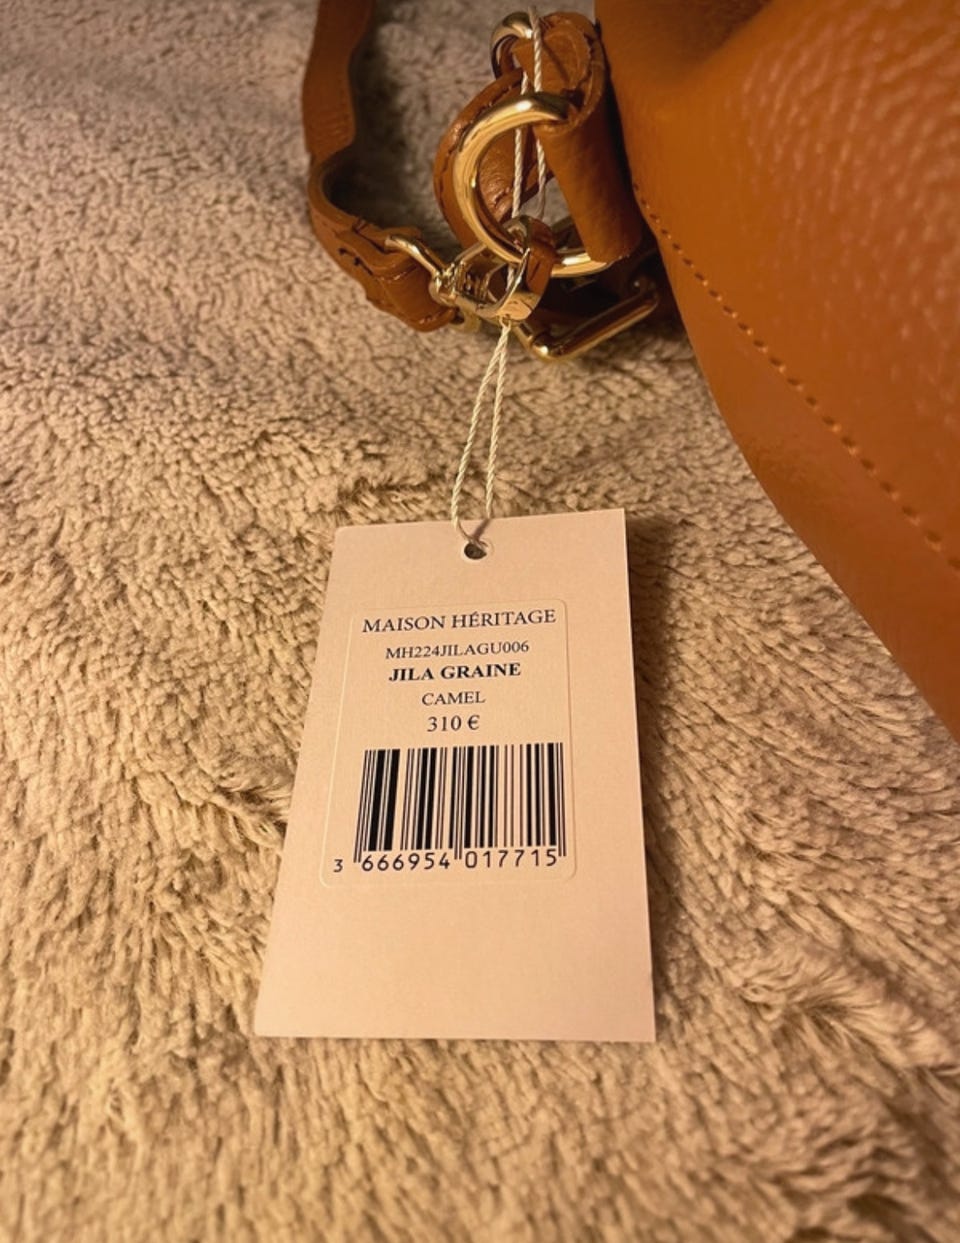 MAISON HÉRITAGE
MH224JILAGU006
JILA GRAINE
CAMEL
310 €
3 666954 017715